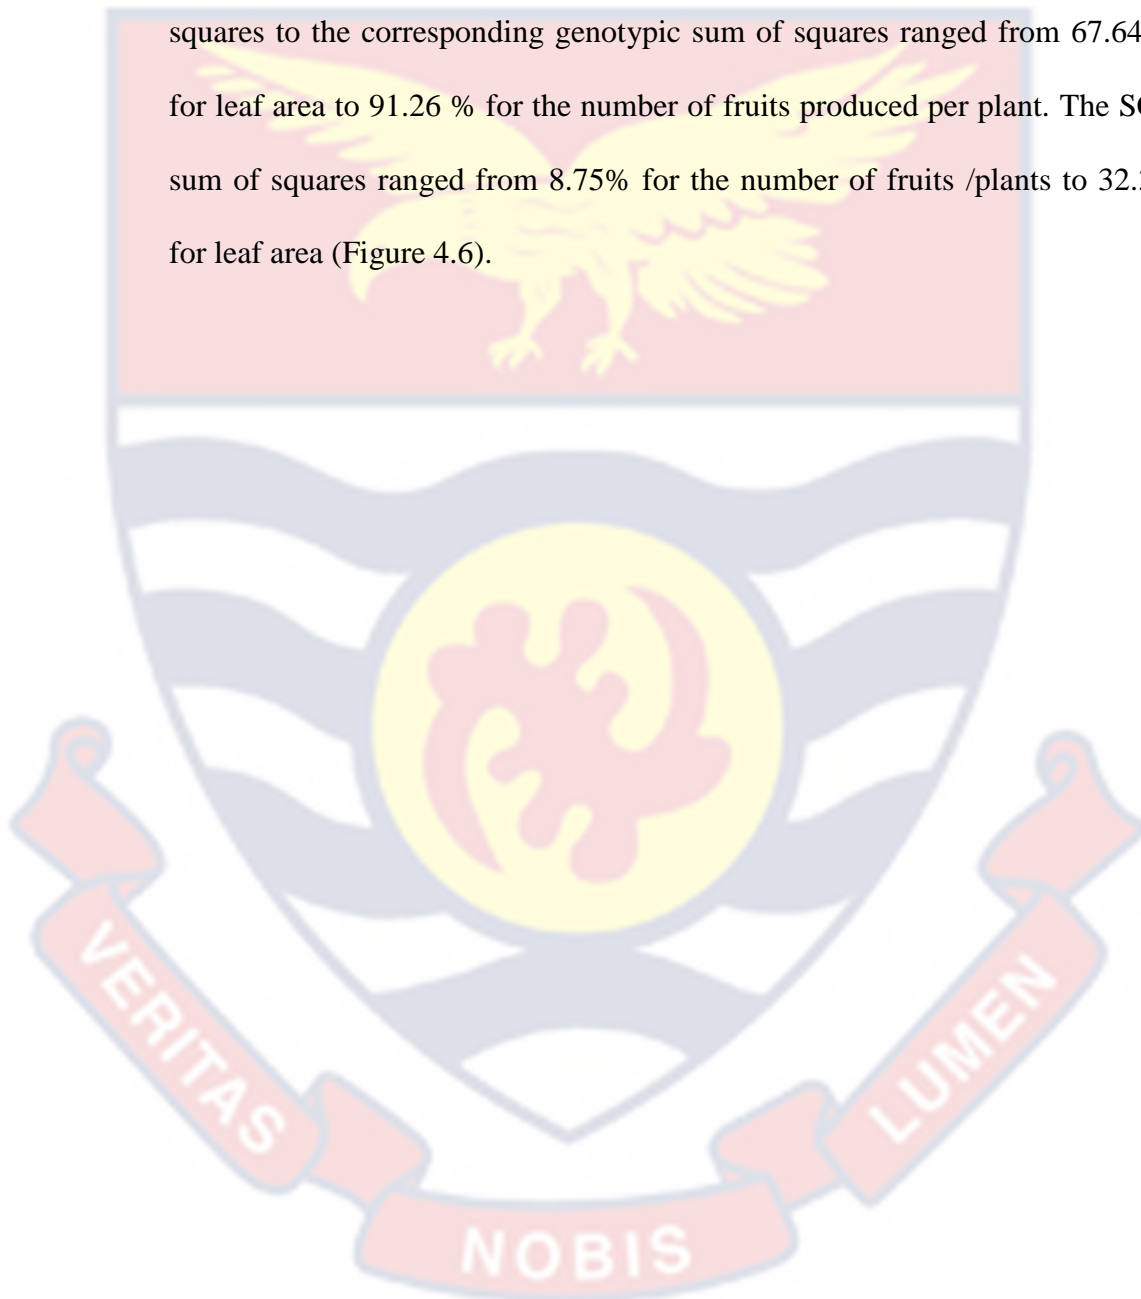 squares to the corresponding genotypic sum of squares ranged from 67.64
for leaf area to 91.26 % for the number of fruits produced per plant. The
sum of squares ranged from 8.75% for the number of fruits /plants to
for leaf area (Figure 4.6).
VERITAS
NOBIS
LUMEN